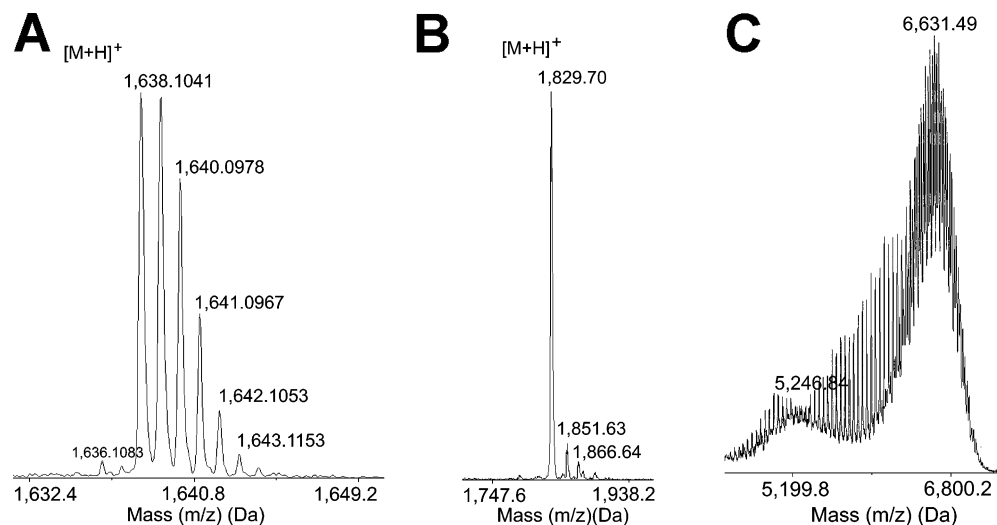 A
[M+H]+
1,638.1041
1,640.0978
1,641.0967
1,642.1053
1,643.1153
1,636.1083
1,632.4
1,640.8
1,649.2
Mass (m/z) (Da)
B
[M+H]+
1,829.70
1,851.63
1,866.64
1,747.6
1,938.2
Mass (m/z)(Da)
C
6,631.49
5,246.84
5,199.8
6,800.2
Mass (m/z) (Da)